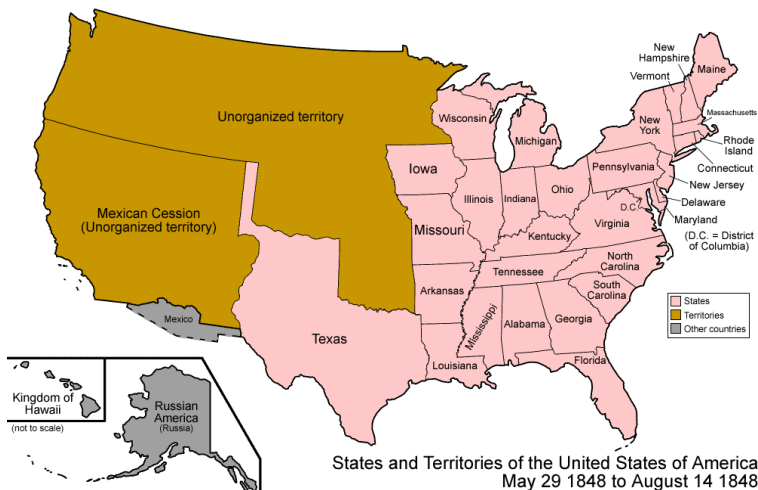 New
Hampshire
Vermont
Maine
Massachusetts
Unorganized territory
Wisconsin
Michigan
New
York
Rhode
Island
Connecticut
Iowa
Pennsylvania
New Jersey
Illinois
Indiana
Ohio
Delaware
D.C.
Maryland
(D.C. = District
of Columbia)
Mexican Cession
(Unorganized territory)
Missouri
Kentucky
Virginia
Tennessee
North
Carolina
South
Carolina
Arkansas
Mississippi
Alabama
Georgia
States
Territories
Other countries
Mexico
Texas
Louisiana
Florida
Kingdom of
Hawaii
(not to scale)
Russian
America
(Russia)
States and Territories of the United States of America
May 29 1848 to August 14 1848